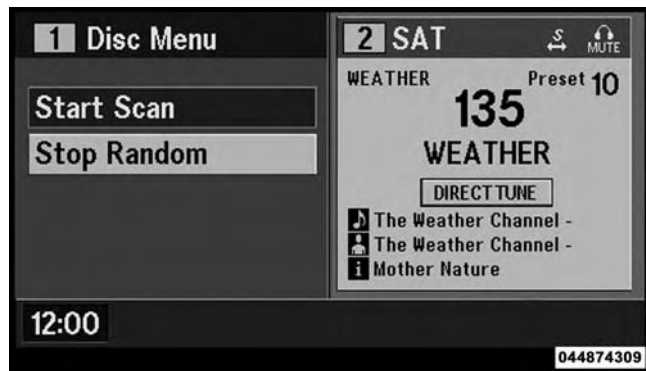 1 Disc Menu
Start Scan
Stop Random
2 SAT
S
MUTE
WEATHER
Preset 10
135
WEATHER
DIRECT TUNE
The Weather Channel -
The Weather Channel -
i Mother Nature
12:00
044874309